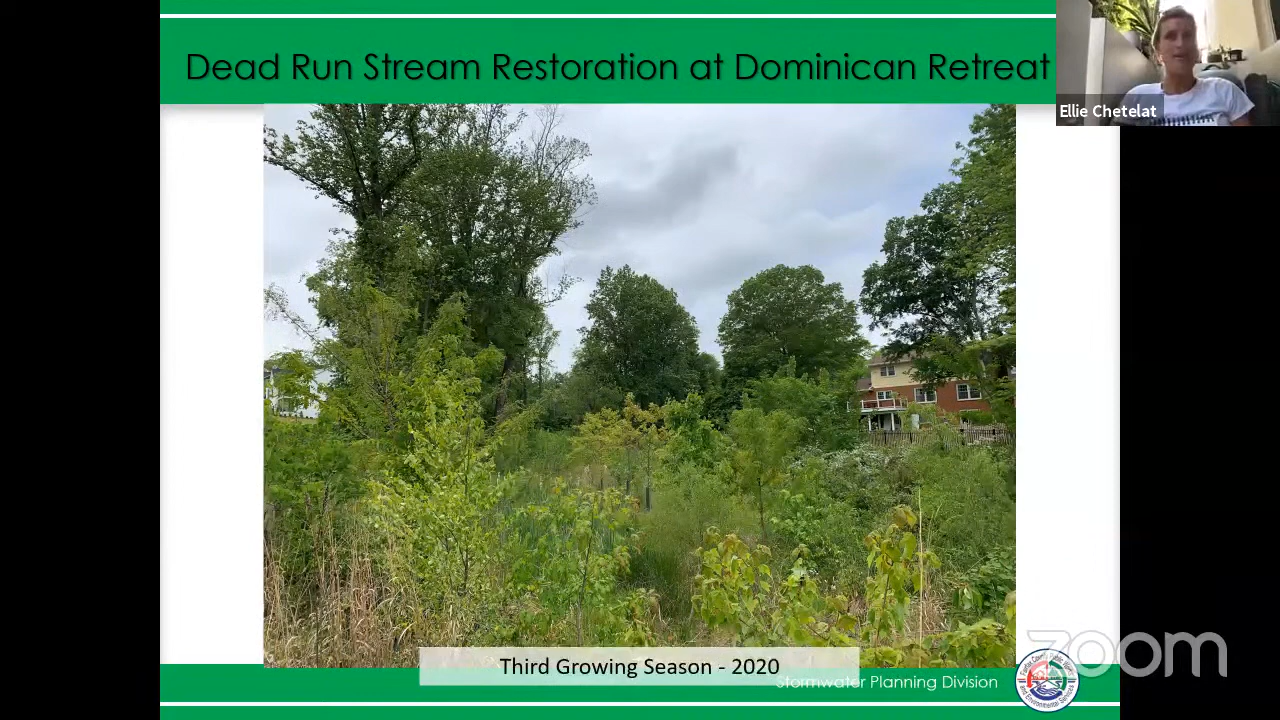 Dead Run Stream Restoration at Dominican Retreat
Ellie Chetelat
Third Growing Season - 2020
Stormwater Planning Division
zoom